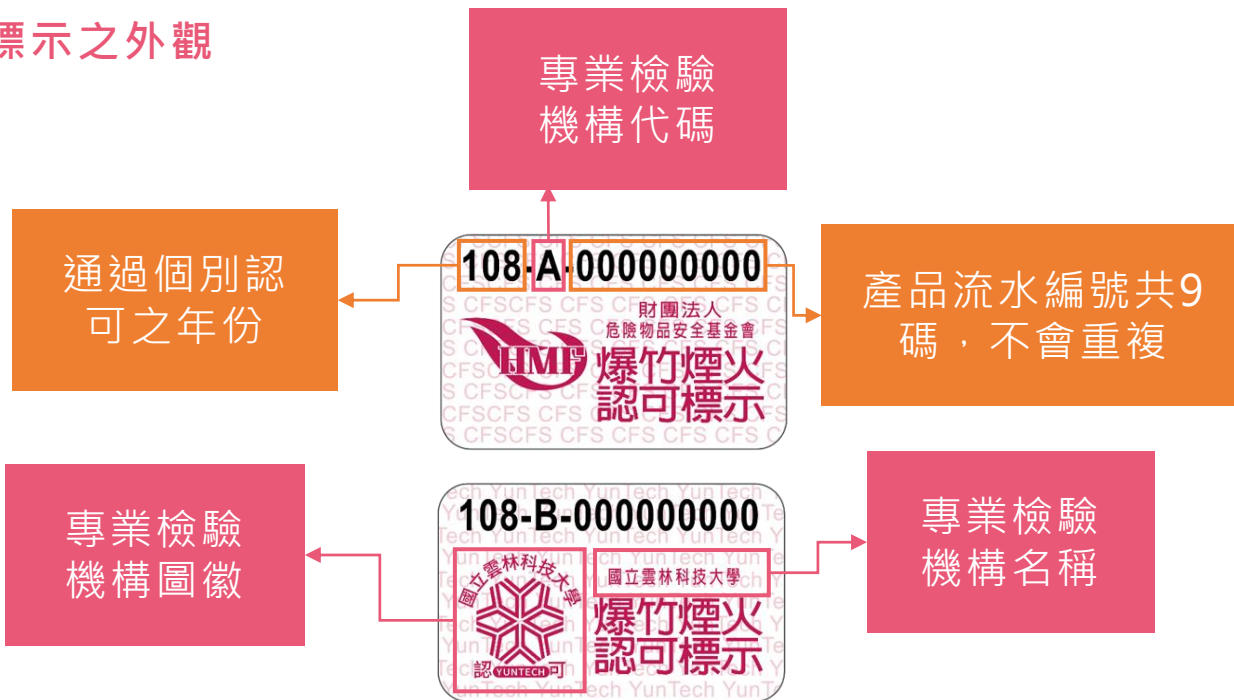 標示之外觀
專業檢驗
機構代碼
通過個別認
可之年份
108-A-000000000
財團法人
危險物品安全基金會
HMF
爆竹煙火
認可標示
產品流水編號共9
碼，不會重複
專業檢驗
機構圖徽
108-B-000000000
國立雲林科技大學
認 YUNTECH 可
國立雲林科技大學
爆竹煙火
認可標示
專業檢驗
機構名稱